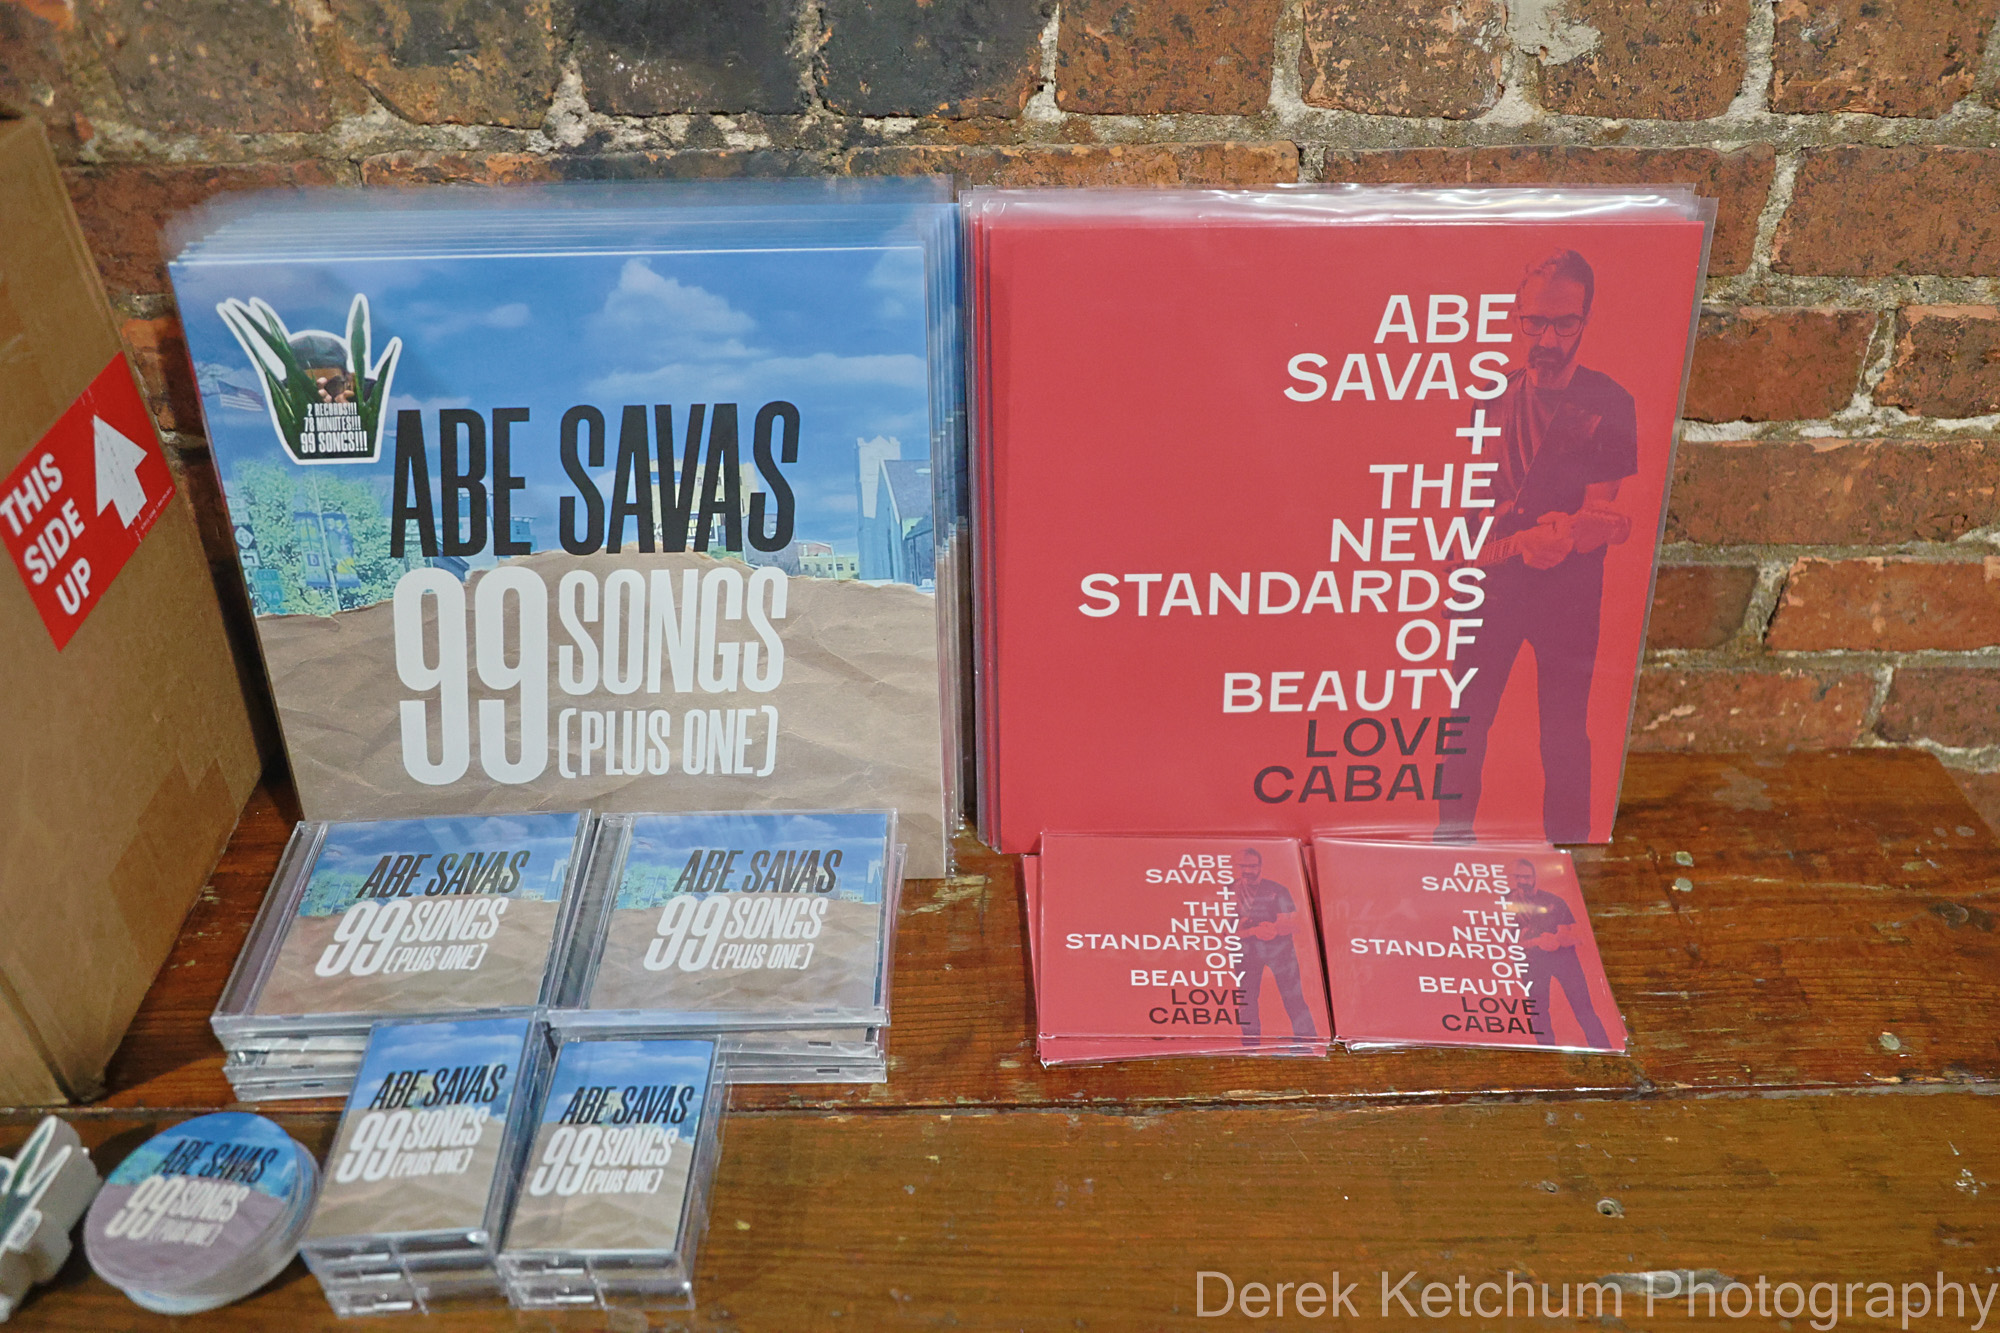 THIS
SIDE
UP
2 RECORDS!!!
78 MINUTES!!!
99 SONGS!!!
ABE SAVAS
99 SONGS
(PLUS ONE)
ABE
SAVAS
+
THE
NEW
STANDARDS
OF
BEAUTY
LOVE
CABAL
ABE SAVAS
99 SONGS
(PLUS ONE)
ABE SAVAS
99 SONGS
(PLUS ONE)
ABE
SAVAS
+
THE
NEW
STANDARDS
OF
BEAUTY
LOVE
CABAL
ABE
SAVAS
+
THE
NEW
STANDARDS
OF
BEAUTY
LOVE
CABAL
ABE SAVAS
99 SONGS
(PLUS ONE)
ABE SAVAS
99 SONGS
(PLUS ONE)
ABE SAVAS
99 SONGS
(PLUS ONE)
Derek Ketchum Photography